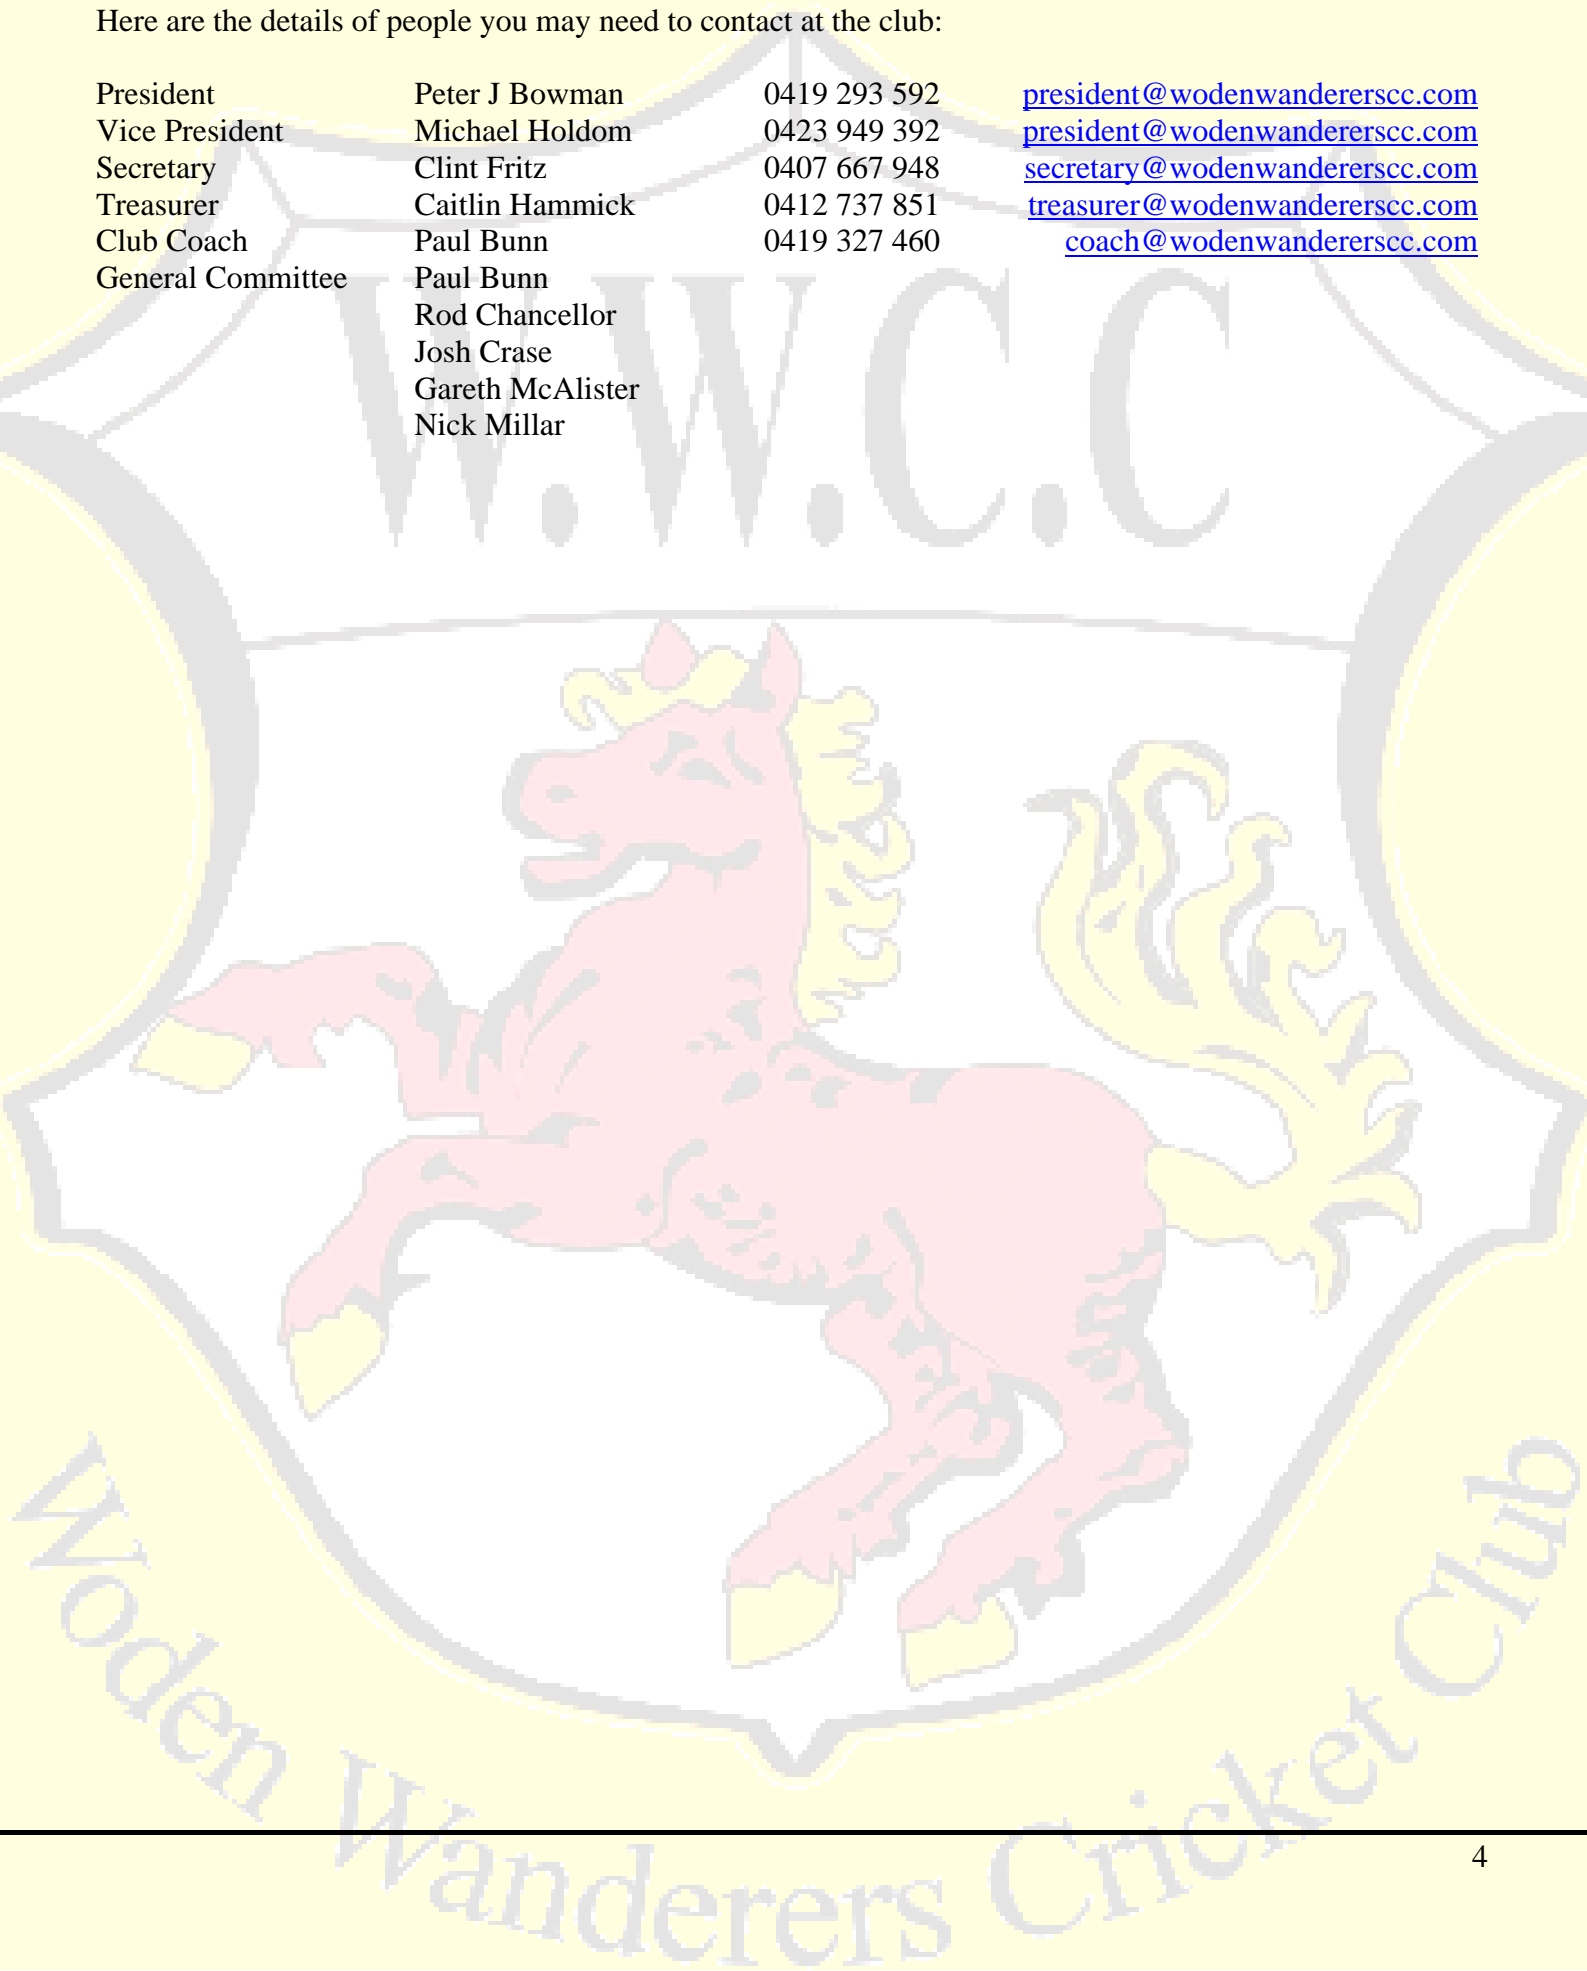 Here are the details of people you may need to contact at the club:
President Peter J Bowman 0419 293 592 president@wodenwandererscc.com
Vice President Michael Holdom 0423 949 392 president@wodenwandererscc.com
Secretary Clint Fritz 0407 667 948 secretary@wodenwandererscc.com
Treasurer Caitlin Hammick 0412 737 851 treasurer@wodenwandererscc.com
Club Coach Paul Bunn 0419 327 460 coach@wodenwandererscc.com
General Committee Paul Bunn
Rod Chancellor
Josh Crase
Gareth McAlister
Nick Millar
W.W.C.C
Woden Wanderers Cricket Club
4